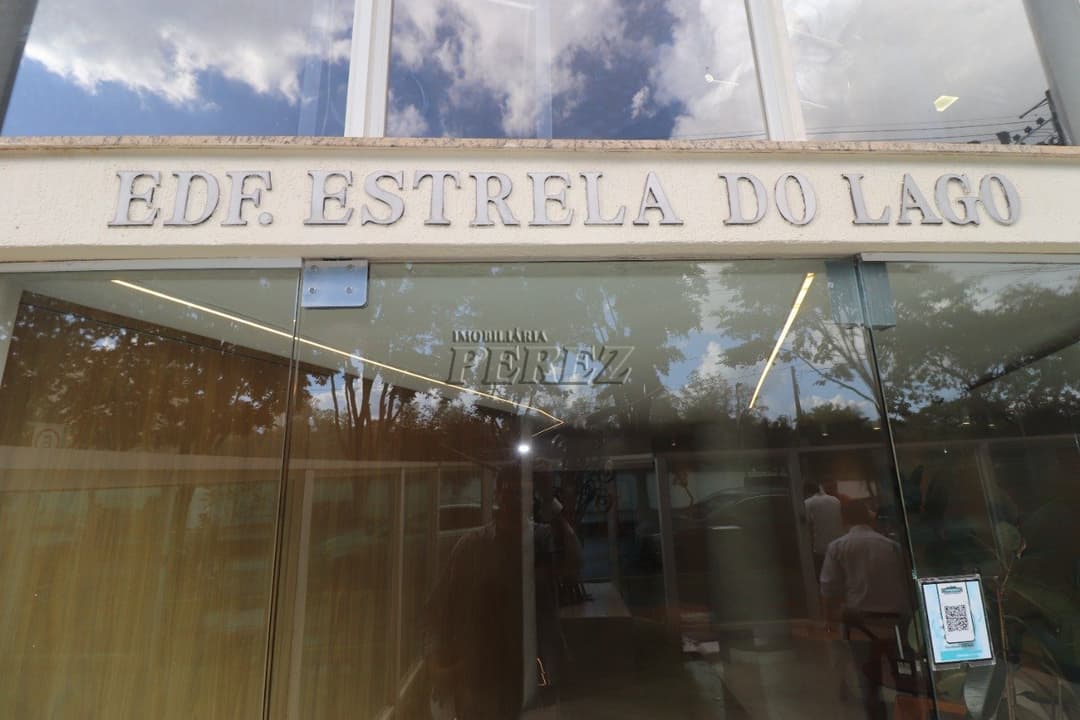 EDF. ESTRELA DO LAGO
IMOBILIÁRIA
PEREZ